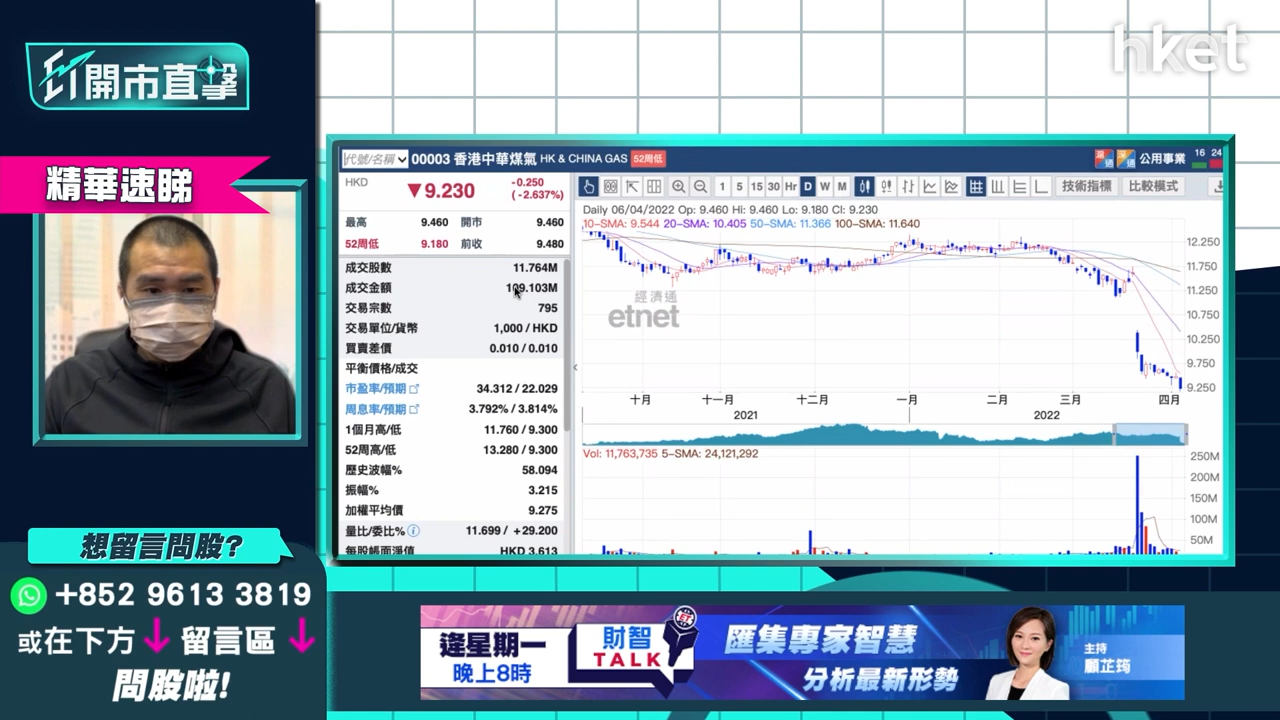 開市直擊
hket
精華速睇
代號/名稱 00003 香港中華煤氣 HK & CHINA GAS 52周低
公用事業 16 24
HKD ▼9.230 -0.250
(-2.637%)
最高 9.460 開市 9.460
52周低 9.180 前收 9.480
成交股數 11.764M
成交金額 109.103M
交易宗數 795
交易單位/貨幣 1,000 / HKD
買賣差價 0.010 / 0.010
平衡價格/成交
市盈率/預期 34.312 / 22.029
周息率/預期 3.792% / 3.814%
1個月高/低 11.760 / 9.300
52周高/低 13.280 / 9.300
歷史波幅% 58.094
振幅% 3.215
加權平均價 9.275
量比/委比% 11.699 / +29.200
每股帳面淨值 HKD 3.613
1 5 15 30 Hr D W M 技術指標 比較模式
Daily 06/04/2022 Op: 9.460 Hi: 9.460 Lo: 9.180 Cl: 9.230
10-SMA: 9.544 20-SMA: 10.405 50-SMA: 11.366 100-SMA: 11.640
12.250
11.750
11.250
10.750
10.250
9.750
9.250
經濟通
etnet
十月 十一月 十二月 一月 二月 三月 四月
2021 2022
Vol: 11,763,735 5-SMA: 24,121,292
250M
200M
150M
100M
50M
想留言問股?
+852 9613 3819
或在下方 留言區
問股啦!
逢星期一
晚上8時
財智
TALK
匯集專家智慧
分析最新形勢
主持
顧芷筠